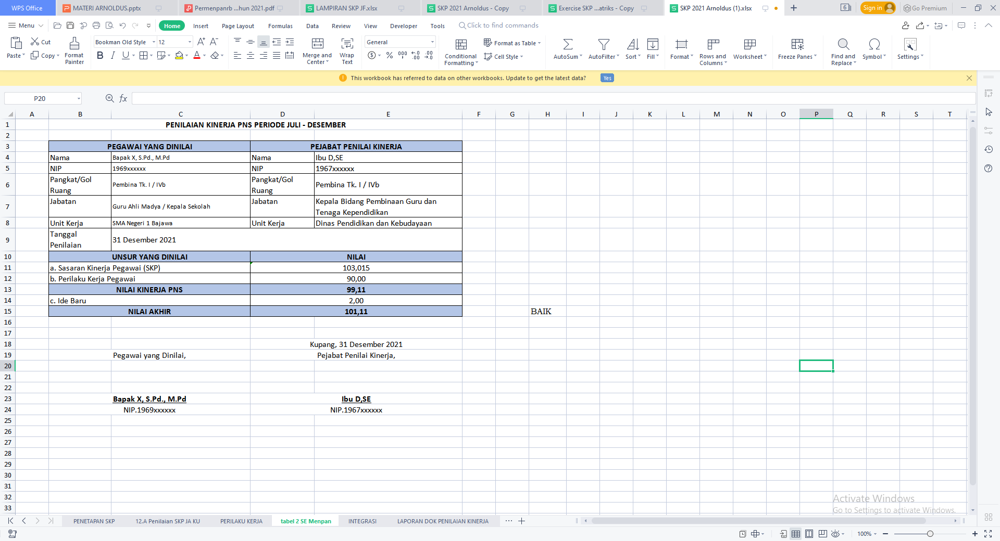 WPS Office MATERI ARNOLDUS.pptx Permenpanrb ...hun 2021.pdf LAMPIRAN SKP JF.xlsx SKP 2021 Arnoldus - Copy Exercise SKP ...atriks - Copy SKP 2021 Arnoldus (1).xlsx 6 Sign in Go Premium
Menu Home Insert Page Layout Formulas Data Review View Developer Tools Click to find commands
Paste Cut Copy Format Painter Bookman Old Style 12 Merge and Center Wrap Text General Conditional Formatting Format as Table Cell Style AutoSum AutoFilter Sort Fill Format Rows and Columns Worksheet Freeze Panes Find and Replace Symbol Settings
This workbook has referred to data on other workbooks. Update to get the latest data? Yes
P20 fx
A B C D E F G H I J K L M N O P Q R S T
1 PENILAIAN KINERJA PNS PERIODE JULI - DESEMBER
2
3 PEGAWAI YANG DINILAI PEJABAT PENILAI KINERJA
4 Nama Bapak X, S.Pd., M.Pd Nama Ibu D,SE
5 NIP 1969xxxxxx NIP 1967xxxxxx
6 Pangkat/Gol Ruang Pembina Tk. I / IVb Pangkat/Gol Ruang Pembina Tk. I / IVb
7 Jabatan Guru Ahli Madya / Kepala Sekolah Jabatan Kepala Bidang Pembinaan Guru dan Tenaga Kependidikan
8 Unit Kerja SMA Negeri 1 Bajawa Unit Kerja Dinas Pendidikan dan Kebudayaan
9 Tanggal Penilaian 31 Desember 2021
10 UNSUR YANG DINILAI NILAI
11 a. Sasaran Kinerja Pegawai (SKP) 103,015
12 b. Perilaku Kerja Pegawai 90,00
13 NILAI KINERJA PNS 99,11
14 c. Ide Baru 2,00
15 NILAI AKHIR 101,11 BAIK
16
17
18 Kupang, 31 Desember 2021
19 Pegawai yang Dinilai, Pejabat Penilai Kinerja,
20
21
22
23 Bapak X, S.Pd., M.Pd Ibu D,SE
24 NIP.1969xxxxxx NIP.1967xxxxxx
25
26
27
28
29
30
31
32
33
Activate Windows
Go to Settings to activate Windows.
PENETAPAN SKP 12.A Penilaian SKP JA KU PERILAKU KERJA tabel 2 SE Menpan INTEGRASI LAPORAN DOK PENILAIAN KINERJA ...
100%